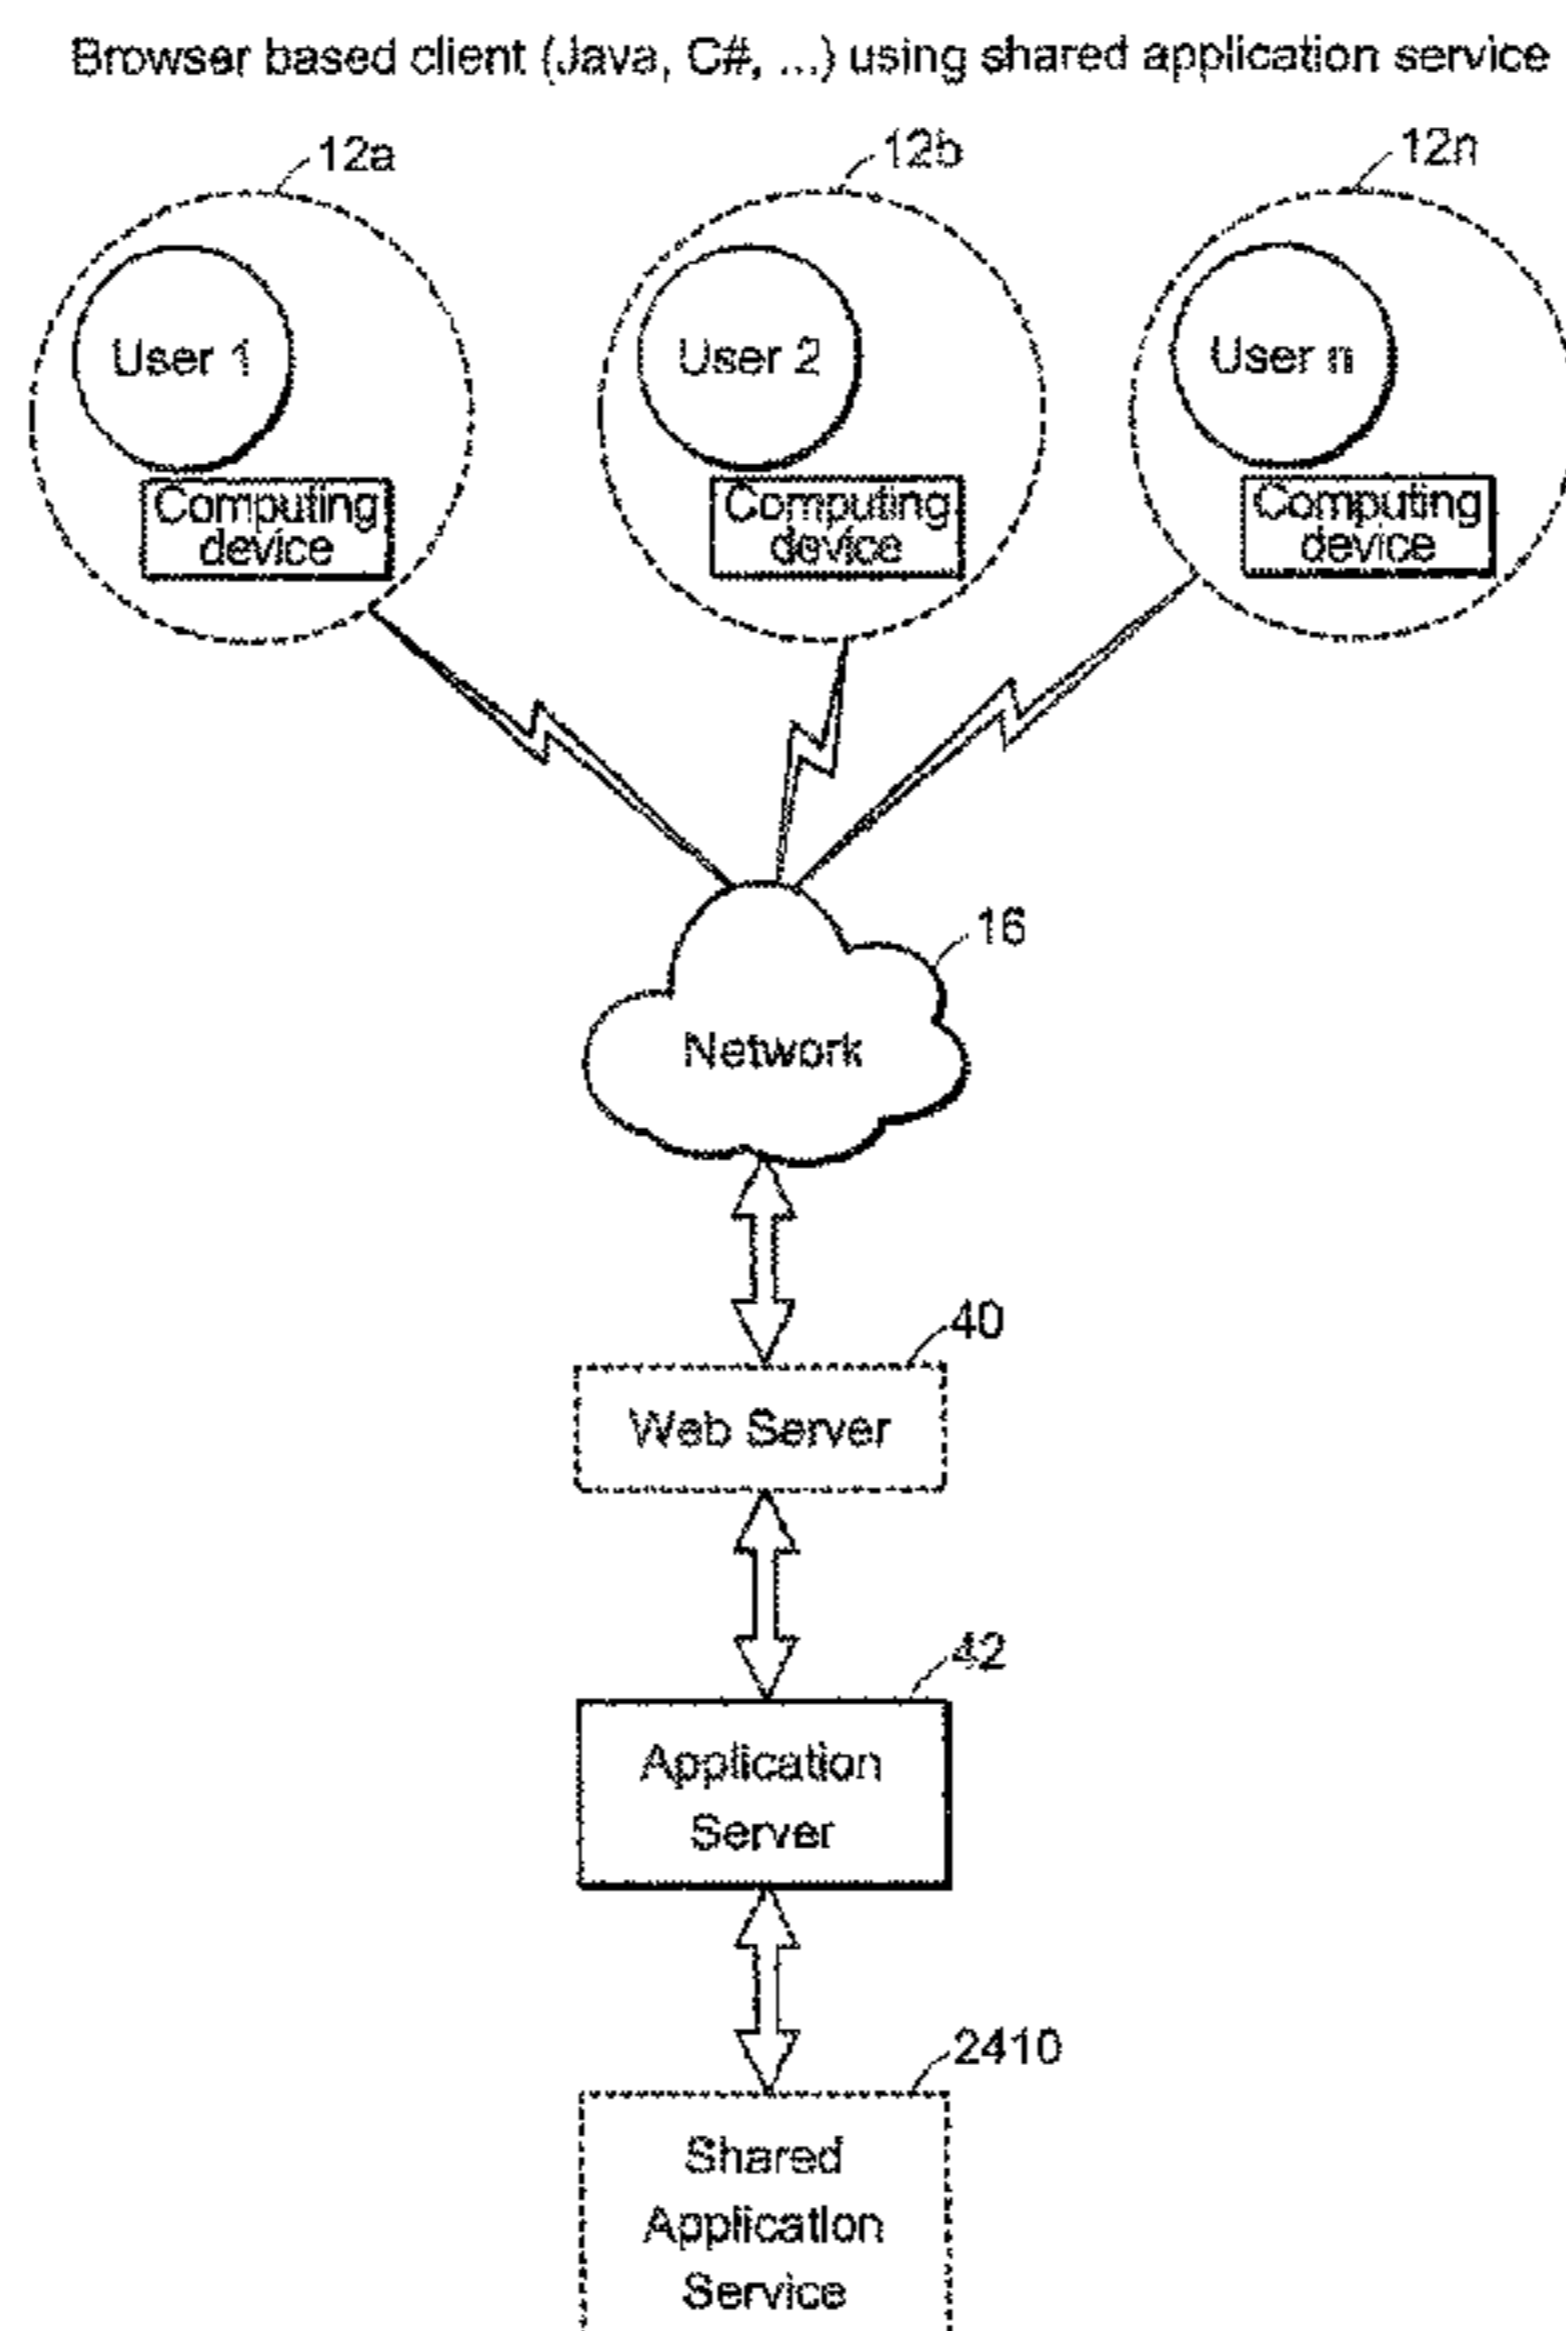 Browser based client (Java, C#, ...) using shared application service
12a
12b
12n
User 1
User 2
User n
Computing
device
Computing
device
Computing
device
16
Network
40
Web Server
42
Application
Server
2410
Shared
Application
Service